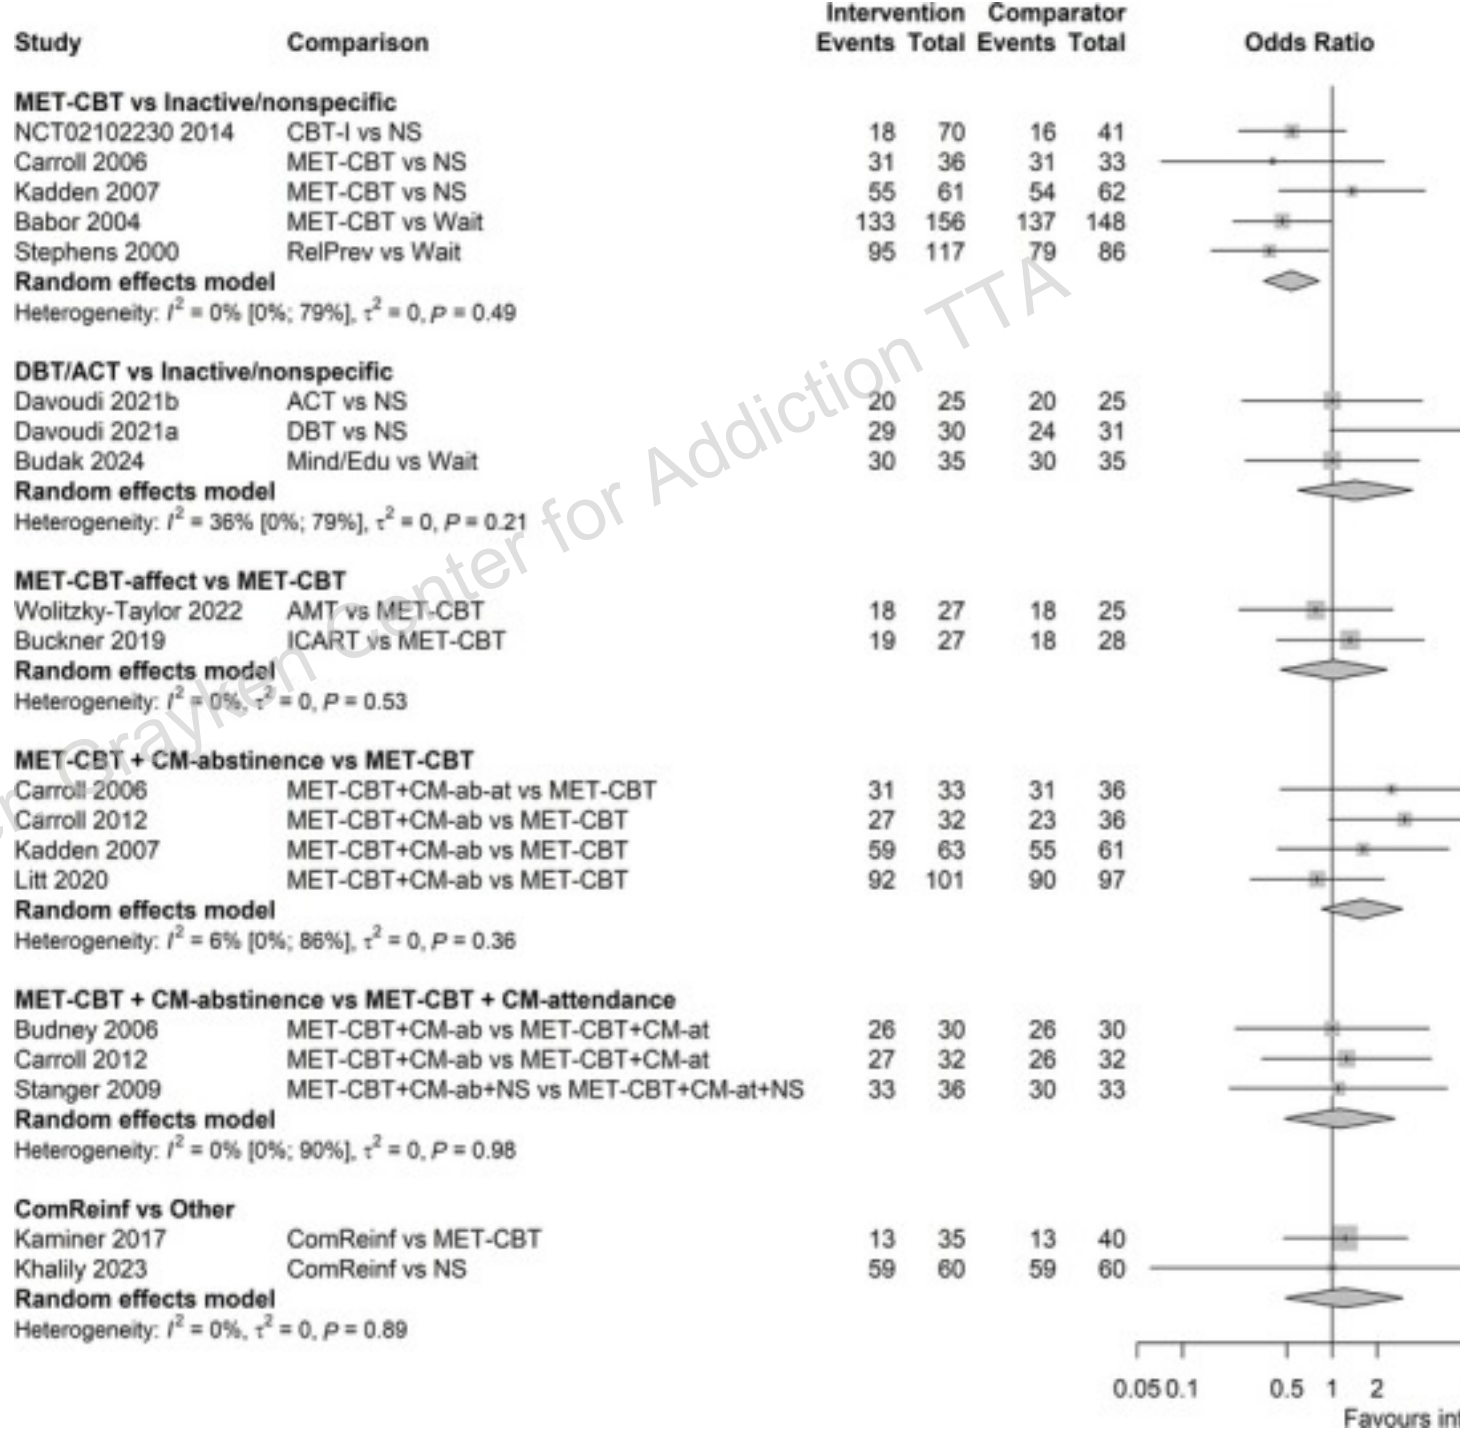 Intervention Comparator
Study Comparison Events Total Events Total Odds Ratio
MET-CBT vs Inactive/nonspecific
NCT02102230 2014 CBT-I vs NS 18 70 16 41
Carroll 2006 MET-CBT vs NS 31 36 31 33
Kadden 2007 MET-CBT vs NS 55 61 54 62
Babor 2004 MET-CBT vs Wait 133 156 137 148
Stephens 2000 RelPrev vs Wait 95 117 79 86
Random effects model
Heterogeneity: I² = 0% [0%; 79%], τ² = 0, P = 0.49
DBT/ACT vs Inactive/nonspecific
Davoudi 2021b ACT vs NS 20 25 20 25
Davoudi 2021a DBT vs NS 29 30 24 31
Budak 2024 Mind/Edu vs Wait 30 35 30 35
Random effects model
Heterogeneity: I² = 36% [0%; 79%], τ² = 0, P = 0.21
MET-CBT-affect vs MET-CBT
Wolitzky-Taylor 2022 AMT vs MET-CBT 18 27 18 25
Buckner 2019 ICART vs MET-CBT 19 27 18 28
Random effects model
Heterogeneity: I² = 0%, τ² = 0, P = 0.53
MET-CBT + CM-abstinence vs MET-CBT
Carroll 2006 MET-CBT+CM-ab-at vs MET-CBT 31 33 31 36
Carroll 2012 MET-CBT+CM-ab vs MET-CBT 27 32 23 36
Kadden 2007 MET-CBT+CM-ab vs MET-CBT 59 63 55 61
Litt 2020 MET-CBT+CM-ab vs MET-CBT 92 101 90 97
Random effects model
Heterogeneity: I² = 6% [0%; 86%], τ² = 0, P = 0.36
MET-CBT + CM-abstinence vs MET-CBT + CM-attendance
Budney 2006 MET-CBT+CM-ab vs MET-CBT+CM-at 26 30 26 30
Carroll 2012 MET-CBT+CM-ab vs MET-CBT+CM-at 27 32 26 32
Stanger 2009 MET-CBT+CM-ab+NS vs MET-CBT+CM-at+NS 33 36 30 33
Random effects model
Heterogeneity: I² = 0% [0%; 90%], τ² = 0, P = 0.98
ComReinf vs Other
Kaminer 2017 ComReinf vs MET-CBT 13 35 13 40
Khalily 2023 ComReinf vs NS 59 60 59 60
Random effects model
Heterogeneity: I² = 0%, τ² = 0, P = 0.89
0.05 0.1 0.5 1 2
Favours
Grayken Center for Addiction TTA